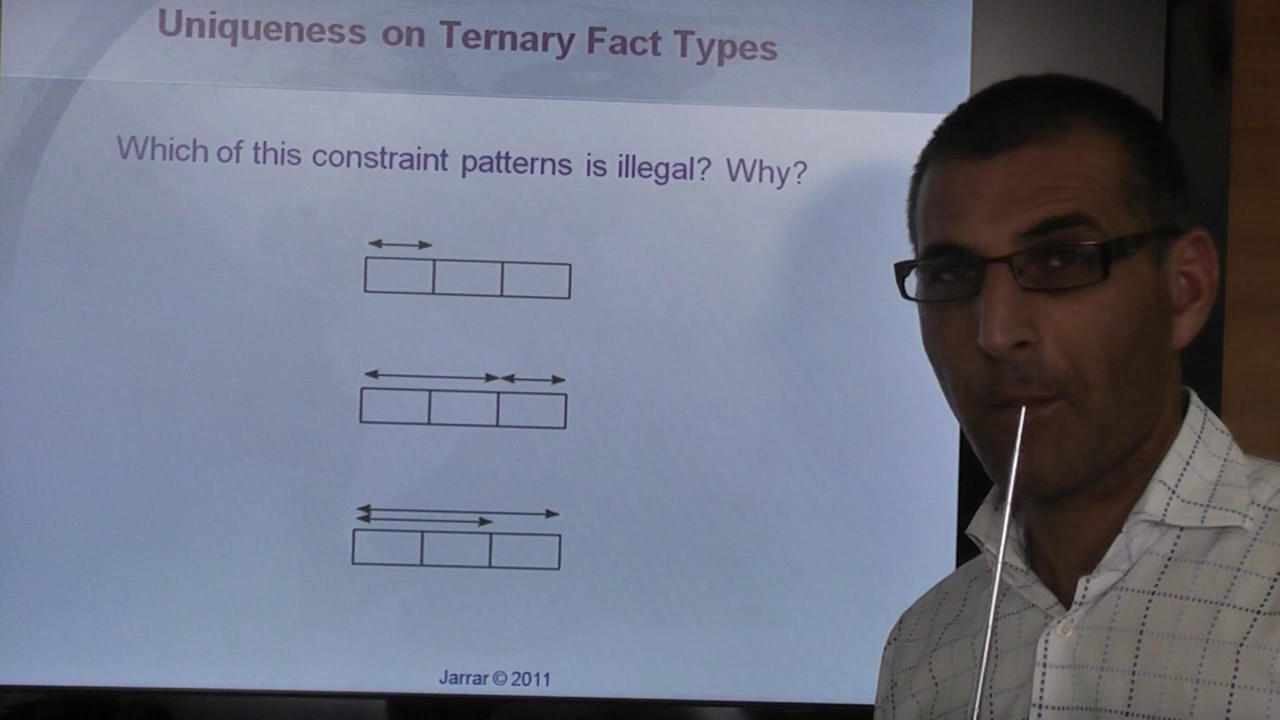 Uniqueness on Ternary Fact Types
Which of this constraint patterns is illegal? Why?
Jarrar © 2011